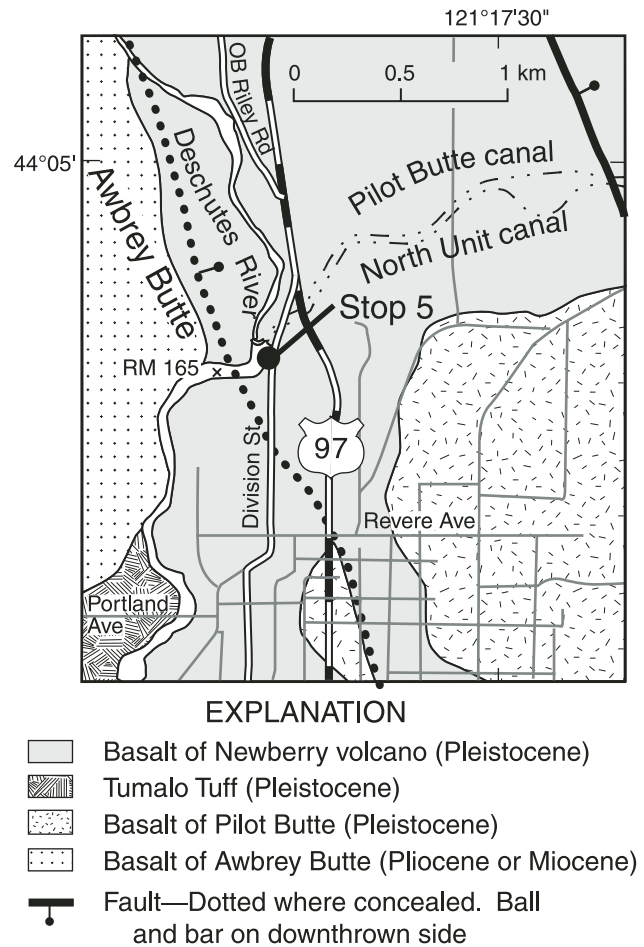 121°17'30"
0 0.5 1 km
OB Riley Rd
44°05'
Deschutes River
Awbrey Butte
Pilot Butte canal
North Unit canal
Stop 5
RM 165 x
97
Division St
Revere Ave
Portland
Ave
EXPLANATION
Basalt of Newberry volcano (Pleistocene)
Tumalo Tuff (Pleistocene)
Basalt of Pilot Butte (Pleistocene)
Basalt of Awbrey Butte (Pliocene or Miocene)
Fault—Dotted where concealed. Ball
and bar on downthrown side